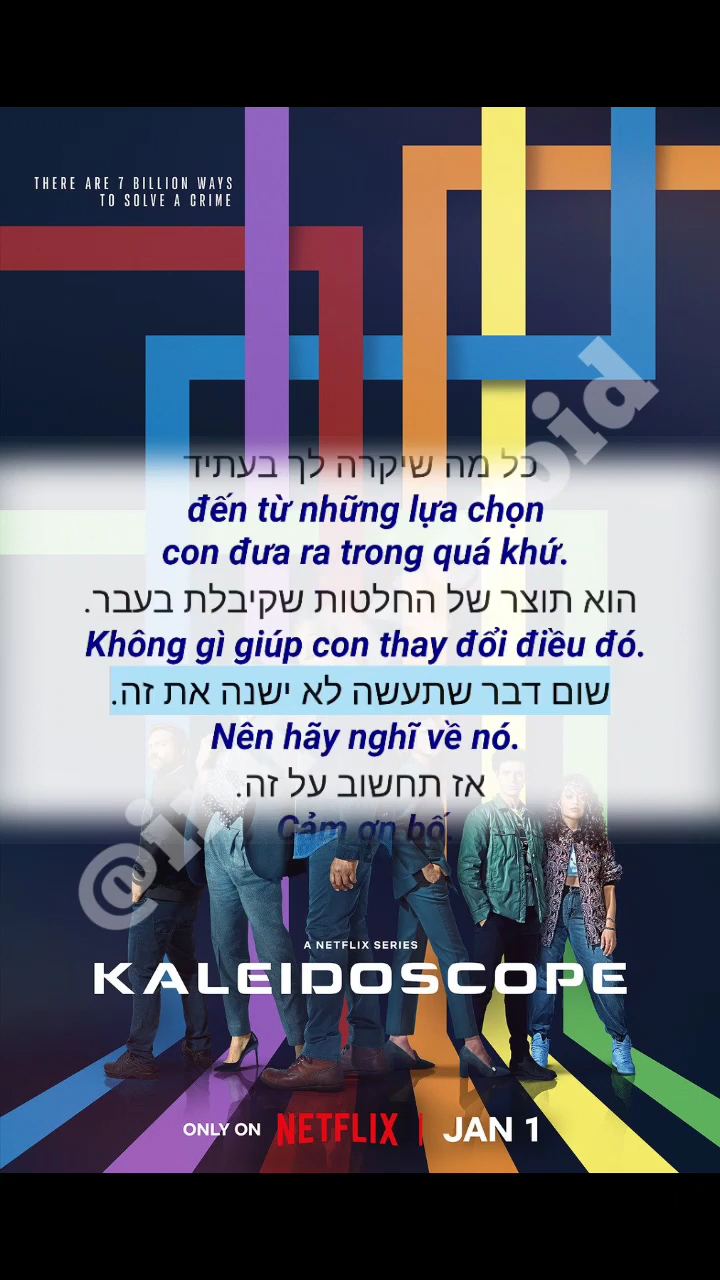 THERE ARE 7 BILLION WAYS
TO SOLVE A CRIME
כל מה שיקרה לך בעתיד
đến từ những lựa chọn
con đưa ra trong quá khứ.
הוא תוצר של החלטות שקיבלת בעבר.
Không gì giúp con thay đổi điều đó.
שום דבר שתעשה לא ישנה את זה.
Nên hãy nghĩ về nó.
אז תחשוב על זה.
Cảm ơn bố.
A NETFLIX SERIES
KALEIDOSCOPE
ONLY ON NETFLIX | JAN 1